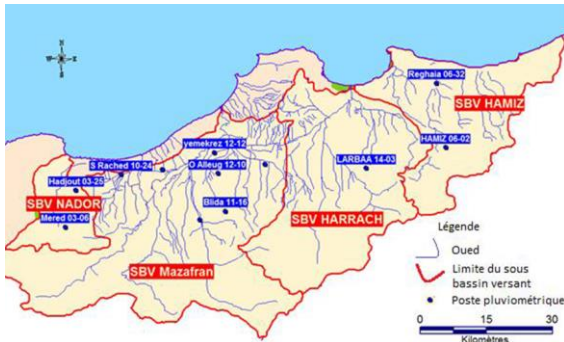 N
W E
S
Reghaia 06-32
SBV HAMIZ
yemekrez 12-12
HAMIZ 06-02
S Rached 10-24
O Alleug 12-10
LARBAA 14-03
Hadjout 03-25
SBV NADOR
Blida 11-16
Mered 03-06
SBV HARRACH
SBV Mazafran
Légende
Oued
Limite du sous
bassin versant
Poste pluviométrique
0 15 30
Kilomètres